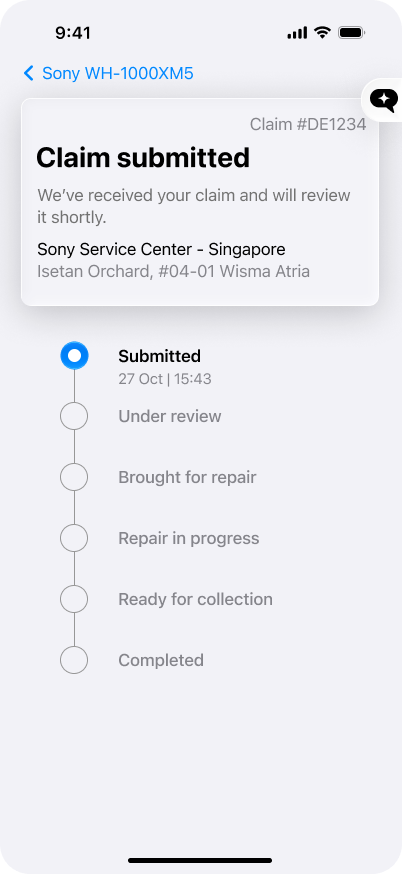 9:41
Sony WH-1000XM5
Claim #DE1234
Claim submitted
We've received your claim and will review
it shortly.
Sony Service Center - Singapore
Isetan Orchard, #04-01 Wisma Atria
Submitted
27 Oct | 15:43
Under review
Brought for repair
Repair in progress
Ready for collection
Completed